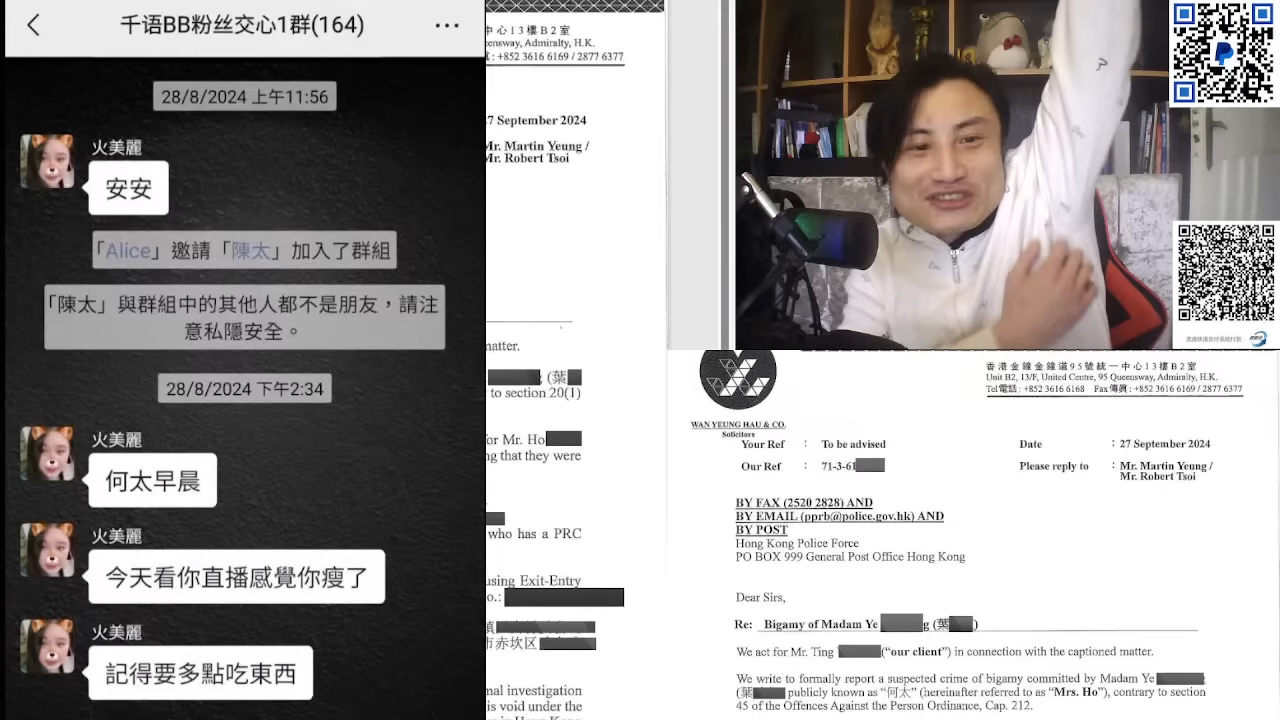 千语BB粉丝交心1群(164)
28/8/2024 上午11:56
火美麗
安安
「Alice」邀請「陳太」加入了群組
「陳太」與群組中的其他人都不是朋友，請注
意私隱安全。
28/8/2024 下午2:34
火美麗
何太早晨
火美麗
今天看你直播感覺你瘦了
火美麗
記得要多點吃東西
中心13樓B2室
ensway, Admiralty, H.K.
: +852 3616 6169 / 2877 6377
27 September 2024
Mr. Martin Yeung /
Mr. Robert Tsoi
matter.
(葉
to section 20(1)
or Mr. Ho
ng that they were
who has a PRC
using Exit-Entry
o.:
镇
市赤坎区
nal investigation
is void under the
P
香港金鐘金鐘道95號統一中心13樓B2室
Unit B2, 13/F, United Centre, 95 Queensway, Admiralty, H.K.
Tel電話 : +852 3616 6168 Fax傳眞 : +852 3616 6169 / 2877 6377
WAN YEUNG HAU & CO.
Solicitors
Your Ref : To be advised
Date : 27 September 2024
Our Ref : 71-3-61
Please reply to : Mr. Martin Yeung /
Mr. Robert Tsoi
BY FAX (2520 2828) AND
BY EMAIL (pprb@police.gov.hk) AND
BY POST
Hong Kong Police Force
PO BOX 999 General Post Office Hong Kong
Dear Sirs,
Re: Bigamy of Madam Ye g (葉 )
We act for Mr. Ting ("our client") in connection with the captioned matter.
We write to formally report a suspected crime of bigamy committed by Madam Ye
(葉 publicly known as "何太" (hereinafter referred to as "Mrs. Ho"), contrary to section
45 of the Offences Against the Person Ordinance, Cap. 212.